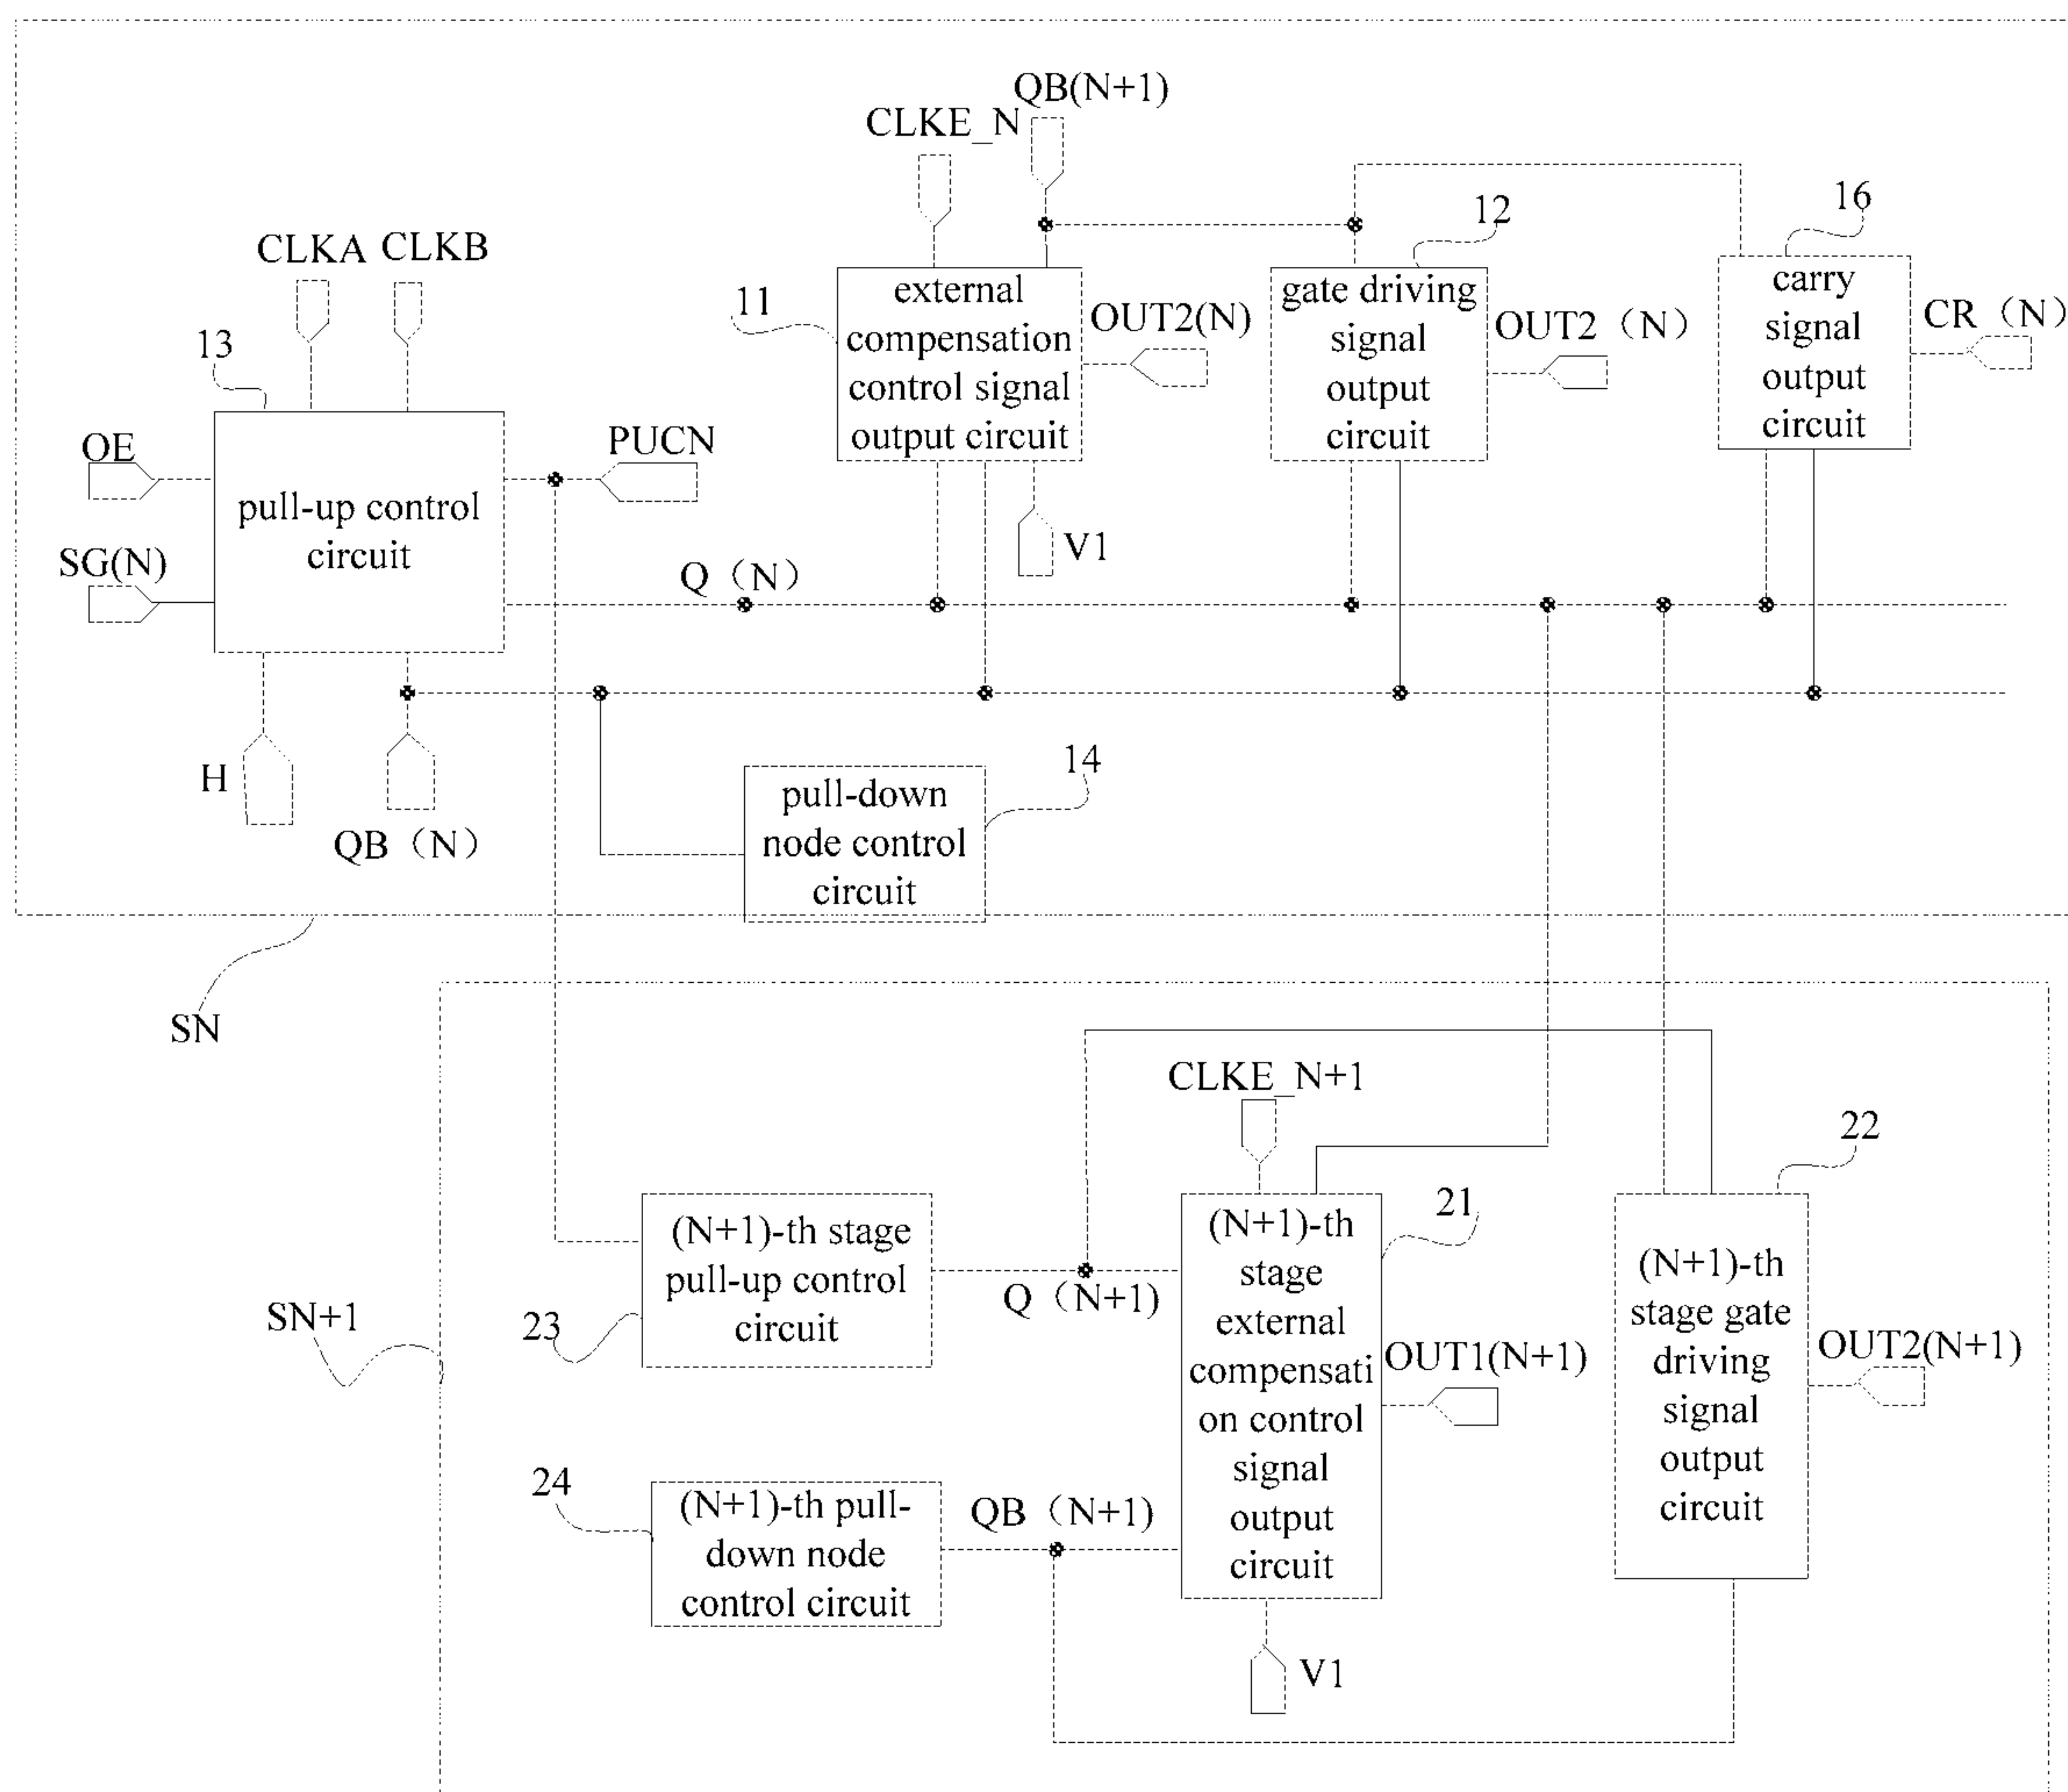 QB(N+1)
CLKE_N
16
12
CLKA
CLKB
11
external
compensation
control signal
output circuit
OUT2(N)
gate driving
signal
output
circuit
OUT2（N）
carry
signal
output
circuit
CR（N）
13
OE
PUCN
pull-up control
circuit
SG(N)
V1
Q（N）
H
QB（N）
14
pull-down
node control
circuit
SN
CLKE_N+1
22
21
(N+1)-th stage
pull-up control
circuit
23
SN+1
Q（N+1）
(N+1)-th
stage
external
compensati
on control
signal
output
circuit
OUT1(N+1)
(N+1)-th
stage gate
driving
signal
output
circuit
OUT2(N+1)
24
(N+1)-th pull-
down node
control circuit
QB（N+1）
V1